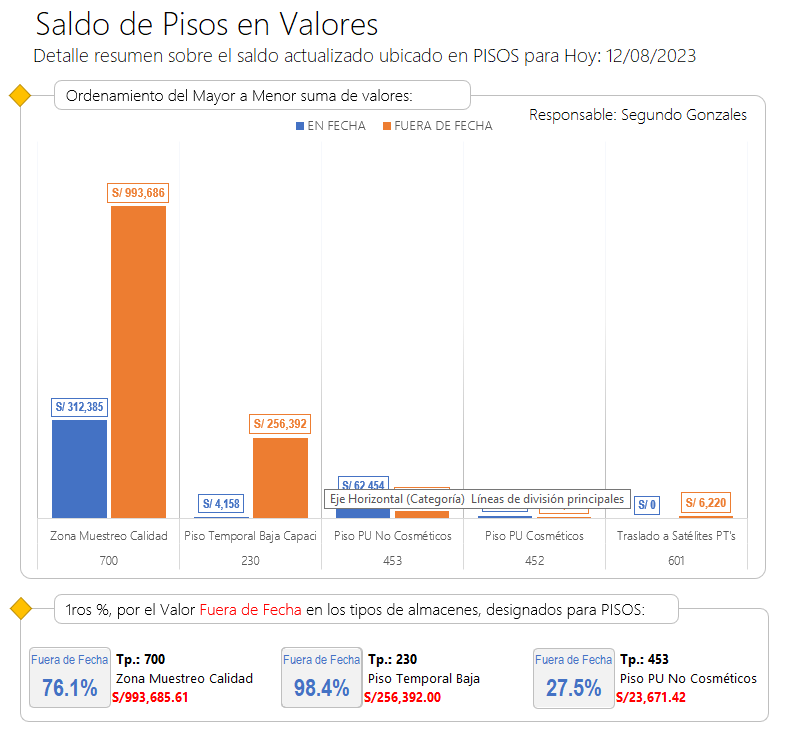 Saldo de Pisos en Valores
Detalle resumen sobre el saldo actualizado ubicado en PISOS para Hoy: 12/08/2023
Ordenamiento del Mayor a Menor suma de valores:
Responsable: Segundo Gonzales
EN FECHA FUERA DE FECHA
S/ 993,686
S/ 312,385
S/ 256,392
S/ 4,158
S/ 62,454
Eje Horizontal (Categoría) Líneas de división principales
S/ 0
S/ 6,220
Zona Muestreo Calidad Piso Temporal Baja Capaci Piso PU No Cosméticos Piso PU Cosméticos Traslado a Satélites PT's
700 230 453 452 601
1ros %, por el Valor Fuera de Fecha en los tipos de almacenes, designados para PISOS:
Fuera de Fecha
76.1%
Tp.: 700
Zona Muestreo Calidad
S/993,685.61
Fuera de Fecha
98.4%
Tp.: 230
Piso Temporal Baja
S/256,392.00
Fuera de Fecha
27.5%
Tp.: 453
Piso PU No Cosméticos
S/23,671.42